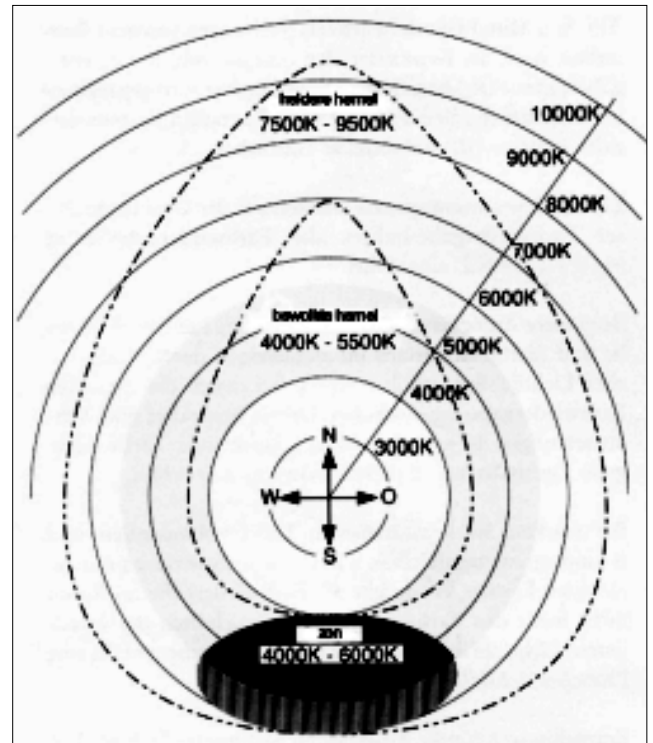 heldere hemel
7500K - 9500K
10000K
9000K
8000K
7000K
6000K
bewolkte hemel
4000K - 5500K
5000K
4000K
3000K
N
W O
S
zon
4000K - 6000K